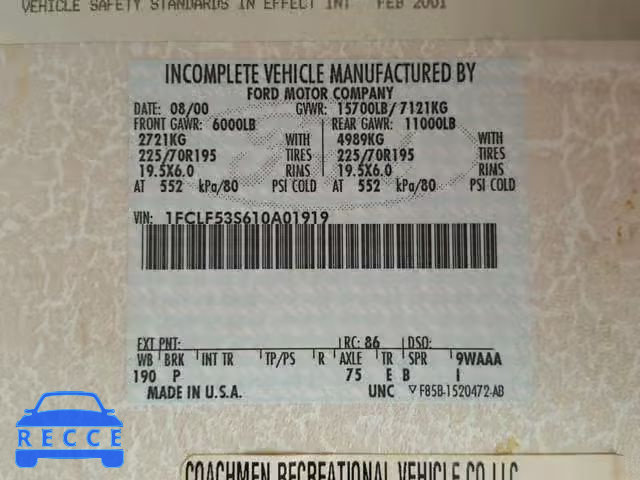 VEHICLE SAFETY STANDARDS IN EFFECT IN: FEB 2001
INCOMPLETE VEHICLE MANUFACTURED BY
FORD MOTOR COMPANY
DATE: 08/00 GVWR: 15700LB/7121KG
FRONT GAWR: 6000LB REAR GAWR: 11000LB
2721KG WITH 4989KG WITH
225/70R195 TIRES 225/70R195 TIRES
19.5X6.0 RIMS 19.5X6.0 RIMS
AT 552 kPa/80 PSI COLD AT 552 kPa/80 PSI COLD
VIN: 1FCLF53S610A01919
EXT PNT: RC: 86 DSO:
WB BRK INT TR TP/PS R AXLE TR SPR 9WAAA
190 P 75 E B I
MADE IN U.S.A. UNC ▽F85B-1520472-AB
RECCE
COACHMEN RECREATIONAL VEHICLE CO LLC